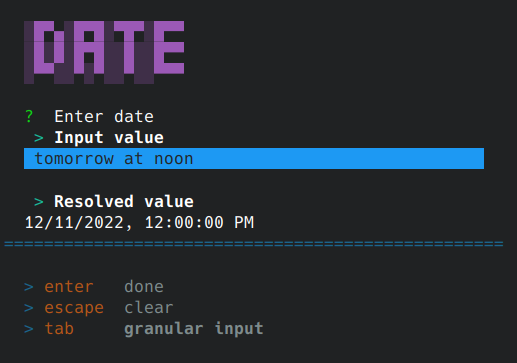 DATE
? Enter date
> Input value
tomorrow at noon
> Resolved value
12/11/2022, 12:00:00 PM
==================================================
> enter done
> escape clear
> tab granular input